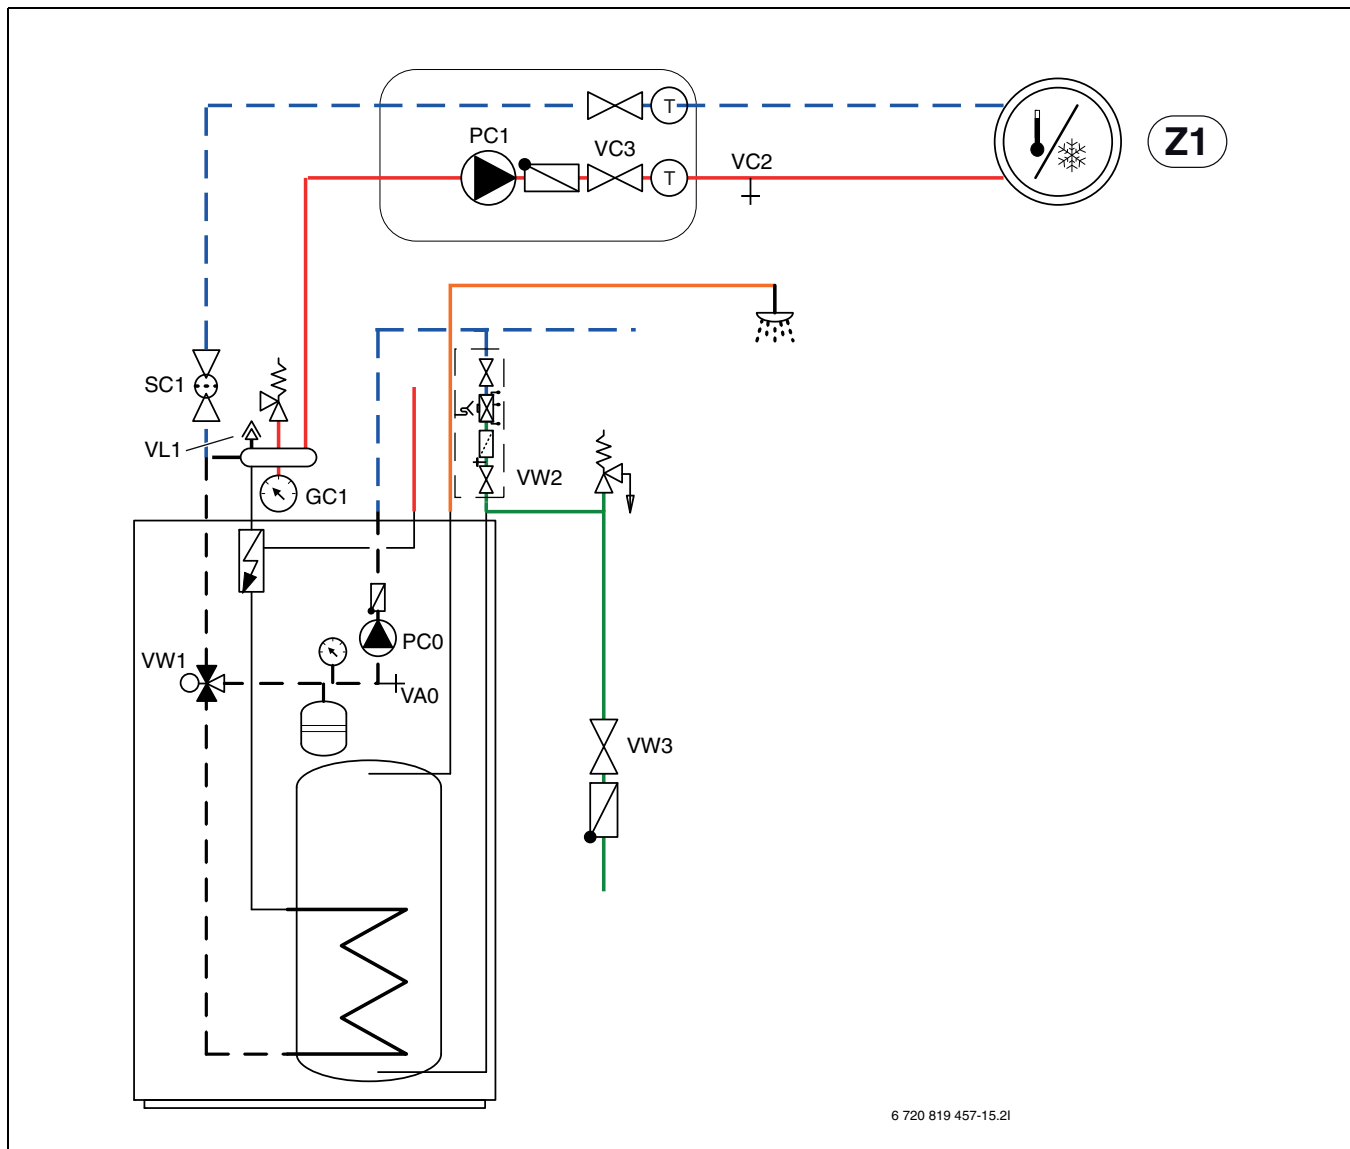 T
PC1
VC3
VC2
T
Z1
SC1
VL1
GC1
VW2
PC0
VW1
VA0
VW3
6 720 819 457-15.2I